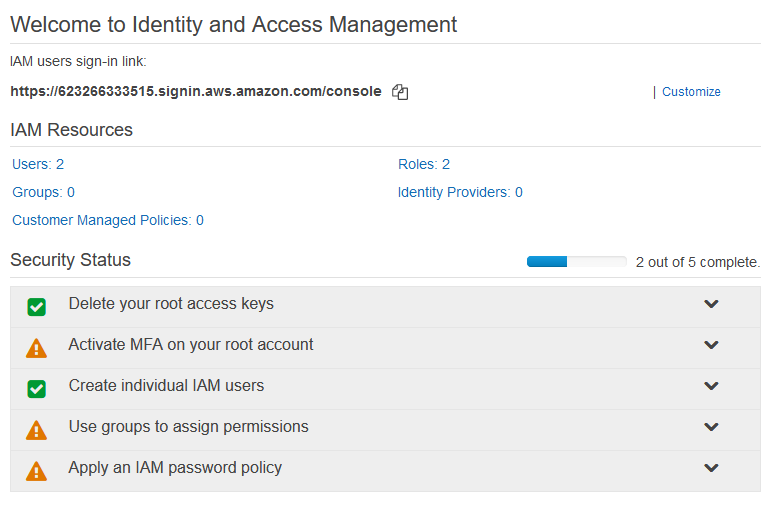 Welcome to Identity and Access Management
IAM users sign-in link:
https://623266333515.signin.aws.amazon.com/console | Customize
IAM Resources
Users: 2 Roles: 2
Groups: 0 Identity Providers: 0
Customer Managed Policies: 0
Security Status 2 out of 5 complete.
Delete your root access keys
Activate MFA on your root account
Create individual IAM users
Use groups to assign permissions
Apply an IAM password policy